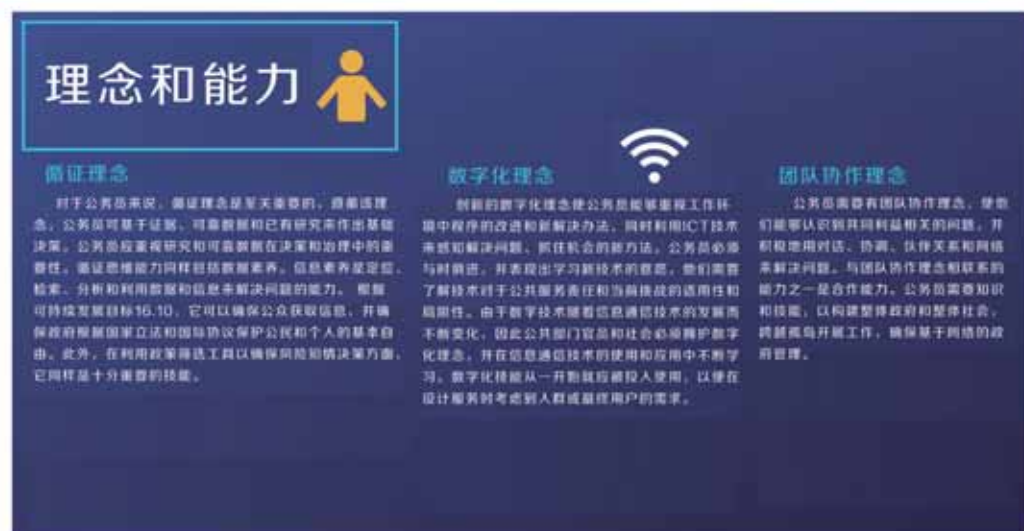 理念和能力
循证理念
对于公务员来说，循证理念是至关重要的，遵循该理
念，公务员可基于证据、可靠数据和已有研究来作出基础
决策。公务员应重视研究和可靠数据在决策和治理中的重
要性。循证思维能力同样包括数据素养。信息素养是定位、
检索、分析和利用数据和信息来解决问题的能力。 根据
可持续发展目标16.10，它可以确保公众获取信息，并确
保政府根据国家立法和国际协议保护公民和个人的基本自
由。此外，在利用政策筛选工具以确保风险知情决策方面，
它同样是十分重要的技能。
数字化理念
创新的数字化理念使公务员能够重视工作环
境中程序的改进和新解决办法，同时利用ICT技术
来感知解决问题、抓住机会的新方法。公务员必须
与时俱进，并表现出学习新技术的意愿，他们需要
了解技术对于公共服务责任和当前挑战的适用性和
局限性。由于数字技术随着信息通信技术的发展而
不断变化，因此公共部门官员和社会必须拥护数字
化理念，并在信息通信技术的使用和应用中不断学
习。数字化技能从一开始就应被投入使用，以便在
设计服务时考虑到人群或最终用户的需求。
团队协作理念
公务员需要有团队协作理念，使他
们能够认识到共同利益相关的问题，并
积极地用对话、协调、伙伴关系和网络
来解决问题。与团队协作理念相联系的
能力之一是合作能力。公务员需要知识
和技能，以构建整体政府和整体社会，
跨越孤岛开展工作，确保基于网络的政
府管理。